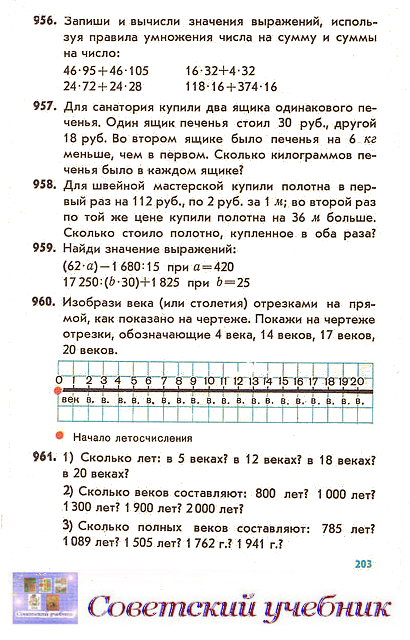 956. Запиши и вычисли значения выражений, исполь-
зуя правила умножения числа на сумму и суммы
на число:
46·95+46·105 16·32+4·32
24·72+24·28 118·16+374·16
957. Для санатория купили два ящика одинакового пе-
ченья. Один ящик печенья стоил 30 руб., другой
18 руб. Во втором ящике было печенья на 6 кг
меньше, чем в первом. Сколько килограммов пе-
ченья было в каждом ящике?
958. Для швейной мастерской купили полотна в пер-
вый раз на 112 руб., по 2 руб. за 1 м; во второй раз
по той же цене купили полотна на 36 м больше.
Сколько стоило полотно, купленное в оба раза?
959. Найди значение выражений:
(62·a)−1 680:15 при a=420
17 250:(b·30)+1 825 при b=25
960. Изобрази века (или столетия) отрезками на пря-
мой, как показано на чертеже. Покажи на чертеже
отрезки, обозначающие 4 века, 14 веков, 17 веков,
20 веков.
0 1 2 3 4 5 6 7 8 9 10 11 12 13 14 15 16 17 18 19 20
век в. в. в. в. в. в. в. в. в. в. в. в. в. в. в. в. в. в. в.
Начало летосчисления
961. 1) Сколько лет: в 5 веках? в 12 веках? в 18 веках?
в 20 веках?
2) Сколько веков составляют: 800 лет? 1 000 лет?
1 300 лет? 1 900 лет? 2 000 лет?
3) Сколько полных веков составляют: 785 лет?
1 089 лет? 1 505 лет? 1 762 г.? 1 941 г.?
203
Советский учебник